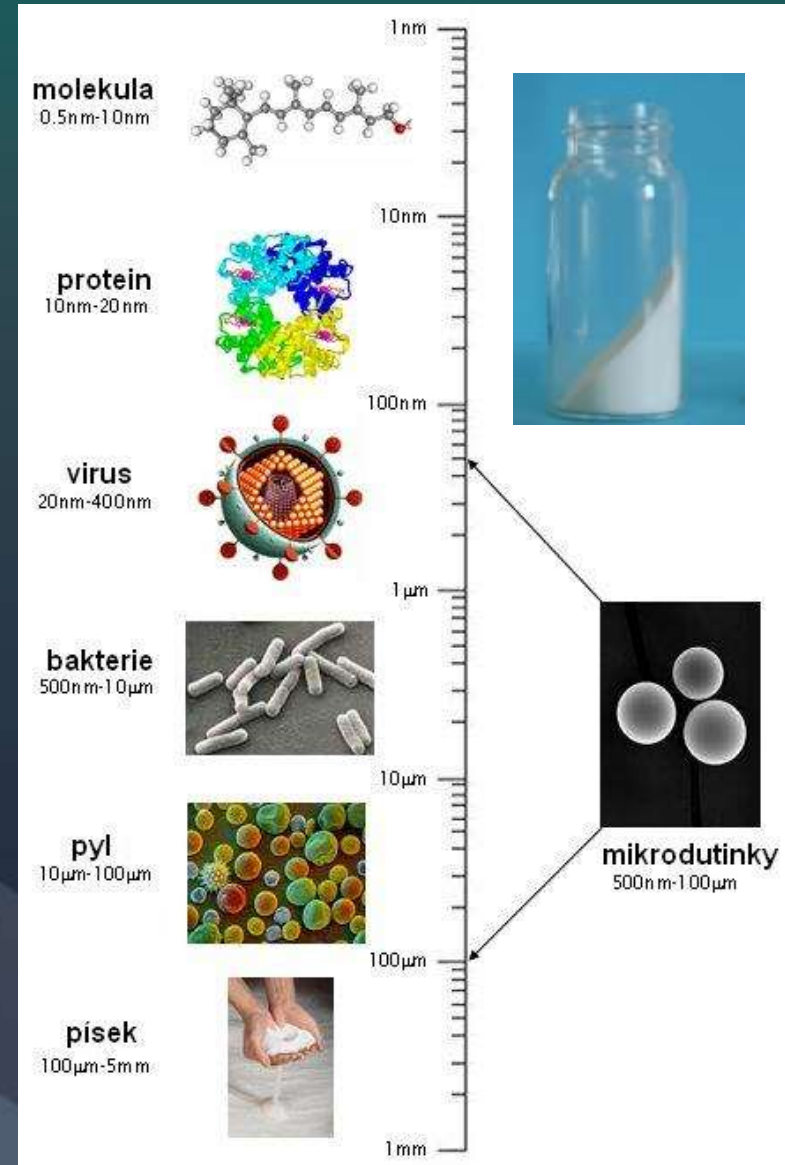 1nm
molekula
0.5nm-10nm
10nm
protein
10nm-20nm
100nm
virus
20nm-400nm
1µm
bakterie
500nm-10µm
10µm
pyl
10µm-100µm
mikrodutinky
500nm-100µm
100µm
písek
100µm-5mm
1mm